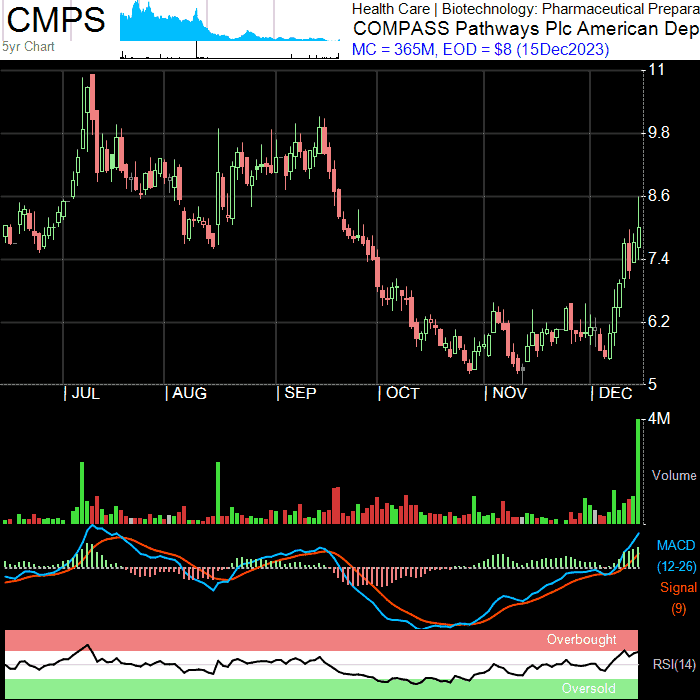 CMPS
5yr Chart
Health Care | Biotechnology: Pharmaceutical Prepara
COMPASS Pathways Plc American Dep
MC = 365M, EOD = $8 (15Dec2023)
11
9.8
8.6
7.4
6.2
5
| JUL | AUG | SEP | OCT | NOV | DEC
4M
Volume
MACD
(12-26)
Signal
(9)
Overbought
RSI(14)
Oversold